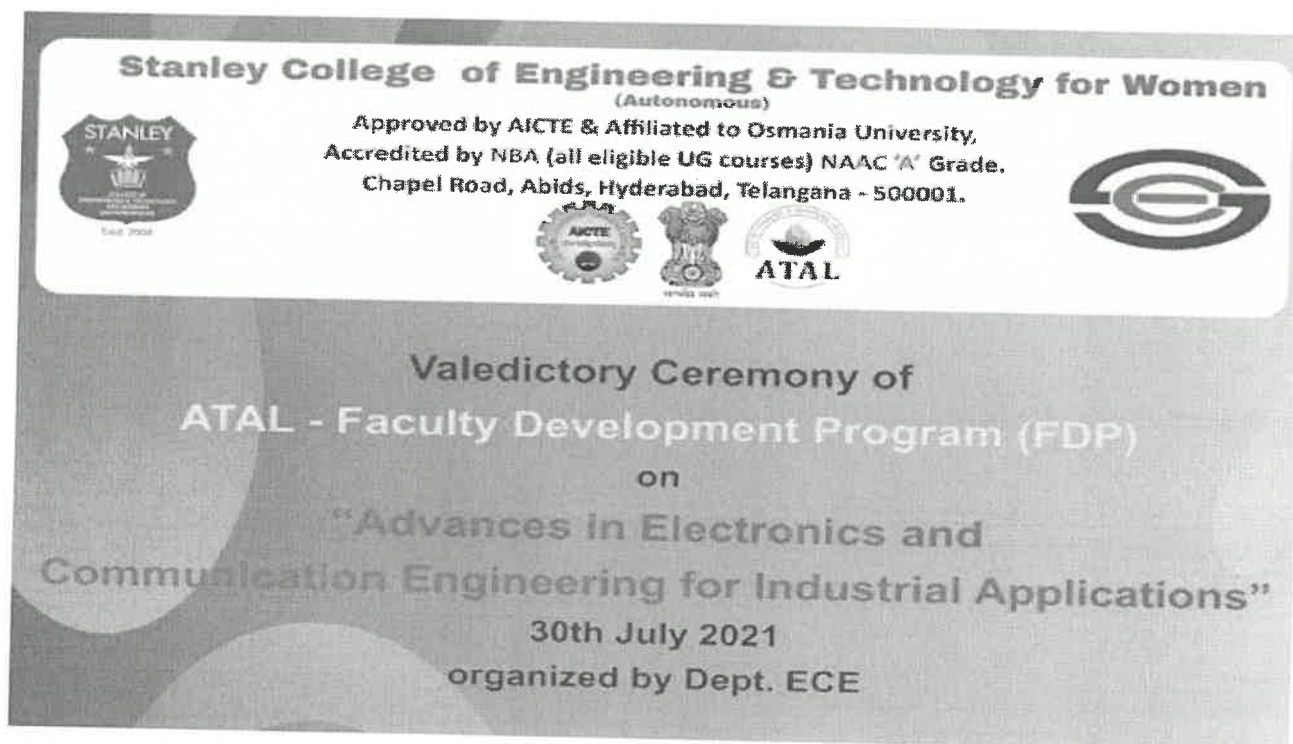 Stanley College of Engineering & Technology for Women
(Autonomous)
Approved by AICTE & Affiliated to Osmania University,
Accredited by NBA (all eligible UG courses) NAAC 'A' Grade.
Chapel Road, Abids, Hyderabad, Telangana - 500001.
STANLEY
AICTE
ATAL
Valedictory Ceremony of
ATAL - Faculty Development Program (FDP)
on
“Advances in Electronics and
Communication Engineering for Industrial Applications”
30th July 2021
organized by Dept. ECE